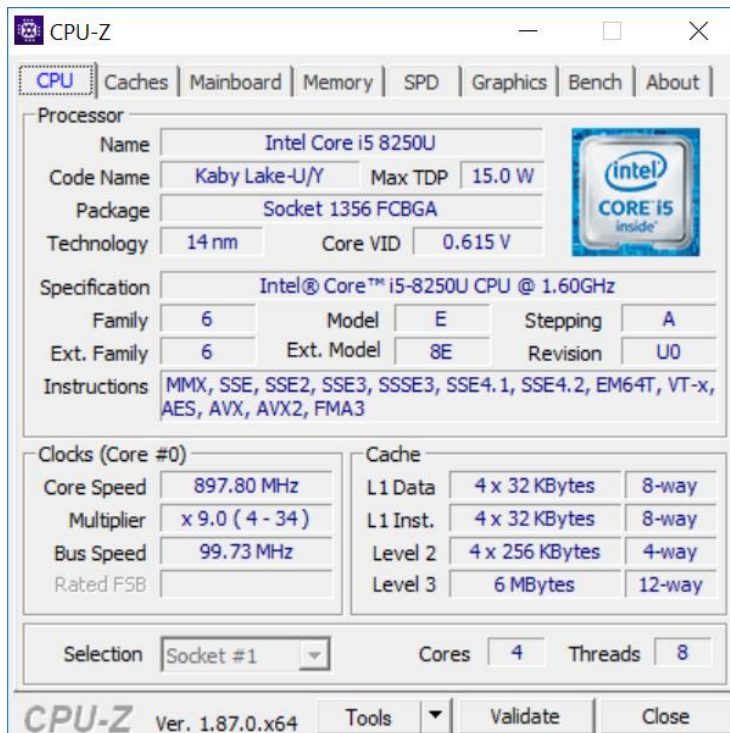 CPU-Z
CPU Caches Mainboard Memory SPD Graphics Bench About
Processor
Name Intel Core i5 8250U
Code Name Kaby Lake-U/Y Max TDP 15.0 W
Package Socket 1356 FCBGA
Technology 14 nm Core VID 0.615 V
intel)
CORE i5
inside™
Specification Intel® Core™ i5-8250U CPU @ 1.60GHz
Family 6 Model E Stepping A
Ext. Family 6 Ext. Model 8E Revision U0
Instructions MMX, SSE, SSE2, SSE3, SSSE3, SSE4.1, SSE4.2, EM64T, VT-x,
AES, AVX, AVX2, FMA3
Clocks (Core #0)
Core Speed 897.80 MHz
Multiplier x 9.0 ( 4 - 34 )
Bus Speed 99.73 MHz
Rated FSB
Cache
L1 Data 4 x 32 KBytes 8-way
L1 Inst. 4 x 32 KBytes 8-way
Level 2 4 x 256 KBytes 4-way
Level 3 6 MBytes 12-way
Selection Socket #1 Cores 4 Threads 8
CPU-Z Ver. 1.87.0.x64 Tools Validate Close